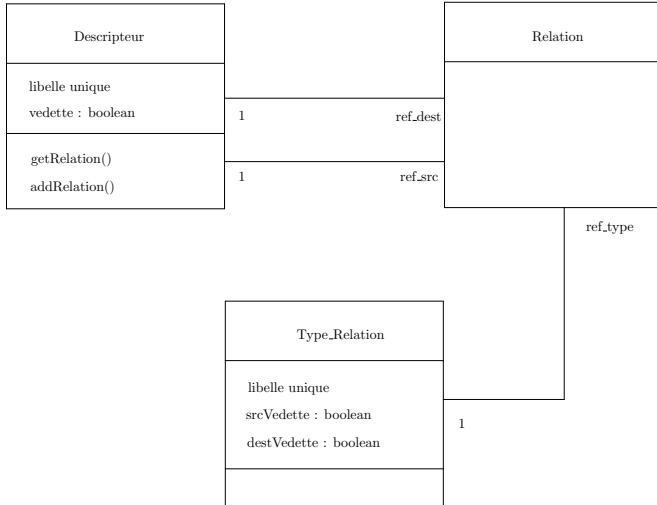 Descripteur
libelle unique
vedette : boolean
getRelation()
addRelation()
Relation
1
ref_dest
1
ref_src
ref_type
Type_Relation
libelle unique
srcVedette : boolean
destVedette : boolean
1